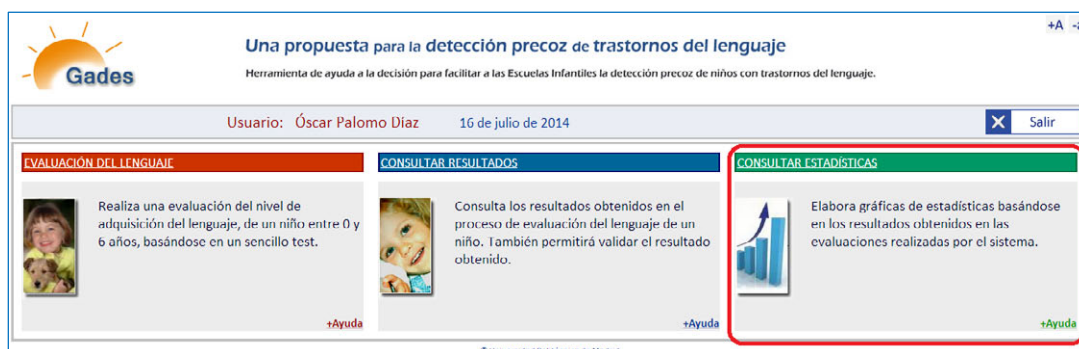 +A
Gades
Una propuesta para la detección precoz de trastornos del lenguaje
Herramienta de ayuda a la decisión para facilitar a las Escuelas Infantiles la detección precoz de niños con trastornos del lenguaje.
Usuario: Óscar Palomo Díaz 16 de julio de 2014
X Salir
EVALUACIÓN DEL LENGUAJE
Realiza una evaluación del nivel de
adquisición del lenguaje, de un niño entre 0 y
6 años, basándose en un sencillo test.
+Ayuda
CONSULTAR RESULTADOS
Consulta los resultados obtenidos en el
proceso de evaluación del lenguaje de un
niño. También permitirá validar el resultado
obtenido.
+Ayuda
CONSULTAR ESTADÍSTICAS
Elabora gráficas de estadísticas basándose
en los resultados obtenidos en las
evaluaciones realizadas por el sistema.
+Ayuda